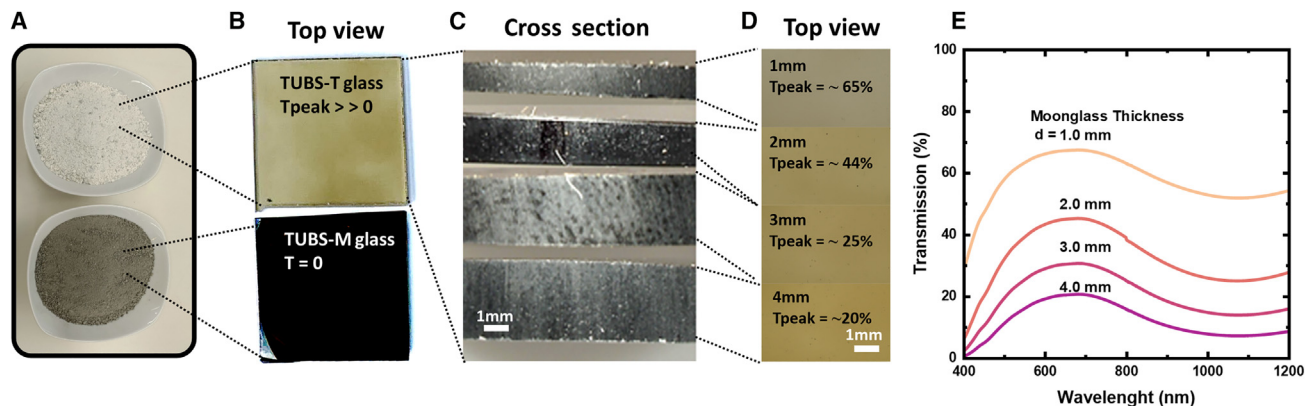 A
B
Top view
TUBS-T glass
Tpeak > > 0
TUBS-M glass
T = 0
C
Cross section
1mm
D
Top view
1mm
Tpeak = ~ 65%
2mm
Tpeak = ~ 44%
3mm
Tpeak = ~ 25%
4mm
Tpeak = ~20%
1mm
E
100
80
60
40
20
0
Transmission (%)
Moonglass Thickness
d = 1.0 mm
2.0 mm
3.0 mm
4.0 mm
400
600
800
1000
1200
Wavelenght (nm)